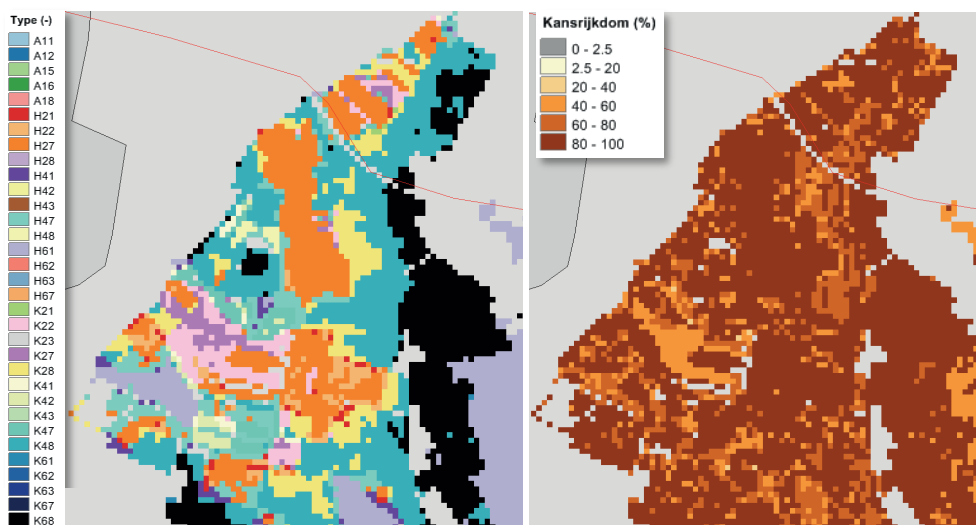 Type (-)
A11
A12
A15
A16
A18
H21
H22
H27
H28
H41
H42
H43
H47
H48
H61
H62
H63
H67
K21
K22
K23
K27
K28
K41
K42
K43
K47
K48
K61
K62
K63
K67
K68
Kansrijkdom (%)
0 - 2.5
2.5 - 20
20 - 40
40 - 60
60 - 80
80 - 100